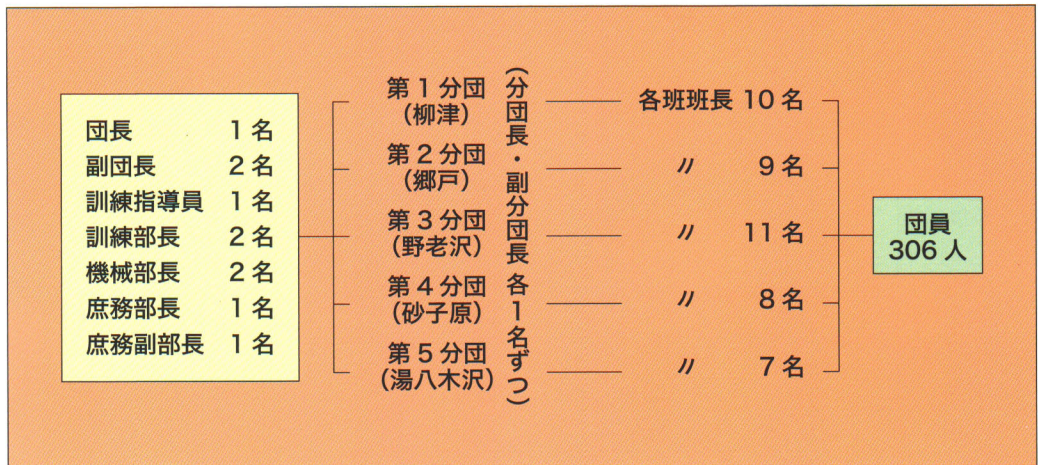 団長 1名
副団長 2名
訓練指導員 1名
訓練部長 2名
機械部長 2名
庶務部長 1名
庶務副部長 1名
第1分団
(柳津)
第2分団
(郷戸)
第3分団
(野老沢)
第4分団
(砂子原)
第5分団
(湯八木沢)
(分団長・副分団長 各1名ずつ)
各班班長 10名
〃 9名
〃 11名
〃 8名
〃 7名
団員
306人